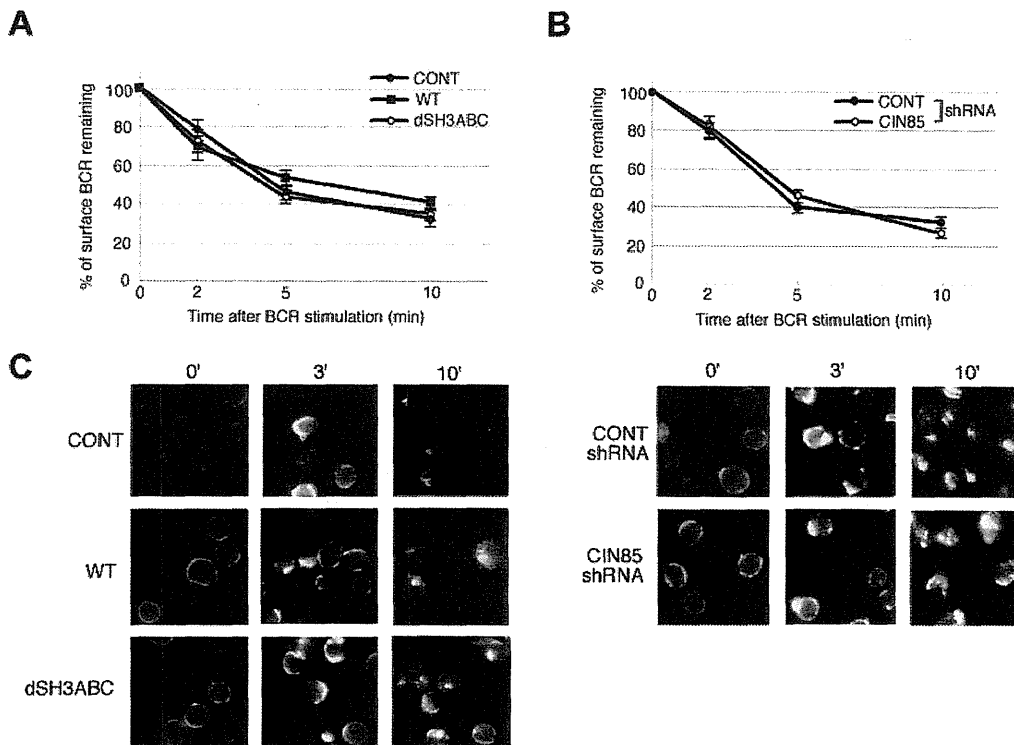 A
% of surface BCR remaining
100
80
60
40
20
0
0
2
5
10
Time after BCR stimulation (min)
CONT
WT
dSH3ABC
B
% of surface BCR remaining
100
80
60
40
20
0
0
2
5
10
Time after BCR stimulation (min)
CONT
CIN85
shRNA
C
0'
3'
10'
CONT
WT
dSH3ABC
0'
3'
10'
CONT
shRNA
CIN85
shRNA